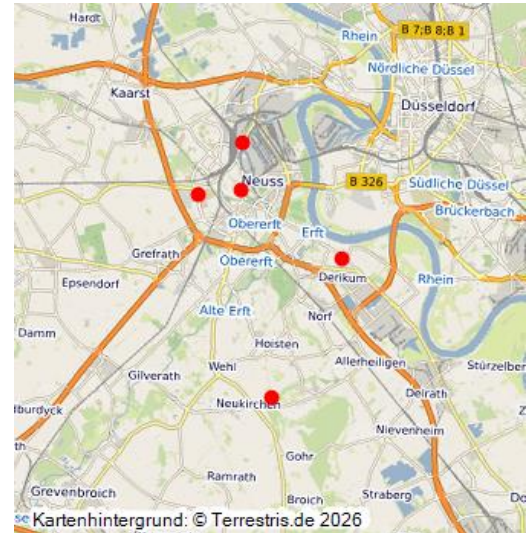 Hardt
Rhein
B 7;B 8;B 1
Nördliche Düssel
Kaarst
Düsseldorf
Neuss
B 326
Südliche Düssel
Brückerbach
Obererft
Erft
Grefrath
Obererft
Derikum
Rhein
Epsendorf
Alte Erft
Norf
Damm
Hoisten
Allerheiligen
Stürzelber
Wehl
Gilverath
Delrath
lburdyck
Neukirchen
Nievenheim
Gohr
Ramrath
Grevenbroich
Broich
Straberg
Do
Kartenhintergrund: © Terrestris.de 2026